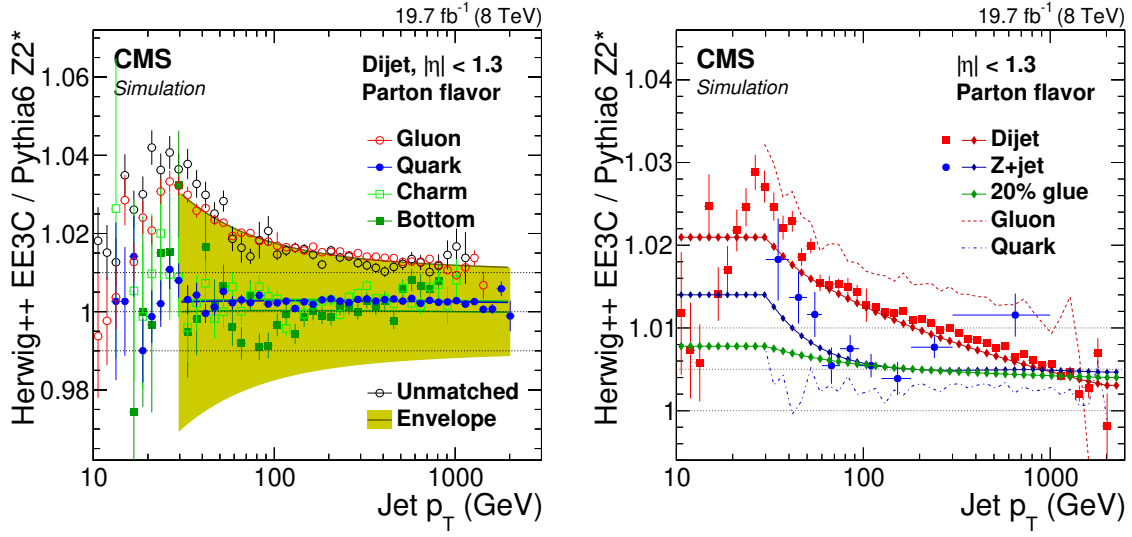 19.7 fb⁻¹ (8 TeV)
Herwig++ EE3C / Pythia6 Z2*
1.06
1.04
1.02
1
0.98
CMS
Simulation
Dijet, |η| < 1.3
Parton flavor
Gluon
Quark
Charm
Bottom
Unmatched
Envelope
10
100
1000
Jet p_T (GeV)
19.7 fb⁻¹ (8 TeV)
Herwig++ EE3C / Pythia6 Z2*
1.04
1.03
1.02
1.01
1
CMS
Simulation
|η| < 1.3
Parton flavor
Dijet
Z+jet
20% glue
Gluon
Quark
10
100
1000
Jet p_T (GeV)